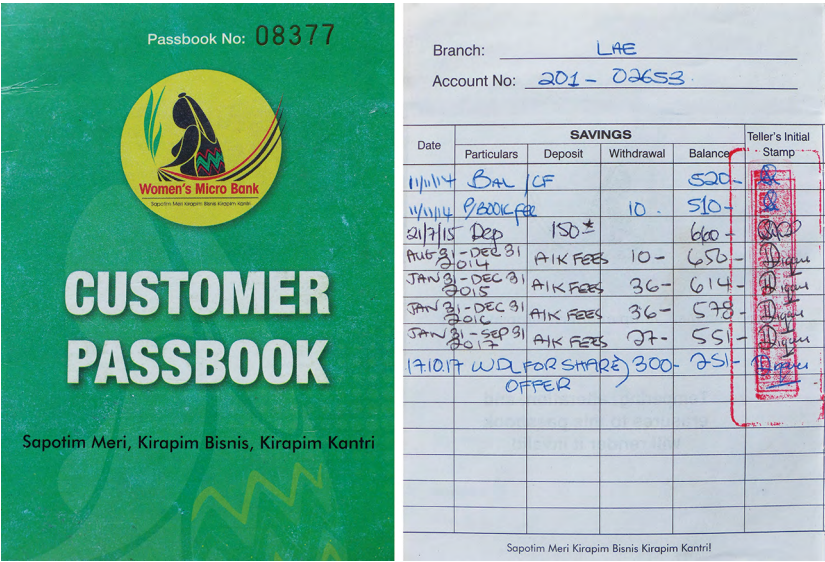 Passbook No: 08377
Women's Micro Bank
Sapotim Meri Kirapim Bisnis Kirapim Kantri
CUSTOMER
PASSBOOK
Sapotim Meri, Kirapim Bisnis, Kirapim Kantri
Branch: LAE
Account No: 201-02653
SAVINGS
Date Particulars Deposit Withdrawal Balance Teller's Initial
Stamp
11/11/14 BAL/CF 520-
11/11/14 P/BOOK FEE 10. 510-
21/7/15 Dep 150 660-
AUG 31-DEC 31
2014 A/K FEES 10- 650-
JAN 31-DEC 31
2015 A/K FEES 36- 614-
JAN 31-DEC 31
2016 A/K FEES 36- 578-
JAN 31-SEP 31
2017 A/K FEES 27- 551-
17.10.17 WDL FOR SHARE 300- 251-
OFFER
Sapotim Meri Kirapim Bisnis Kirapim Kantri!